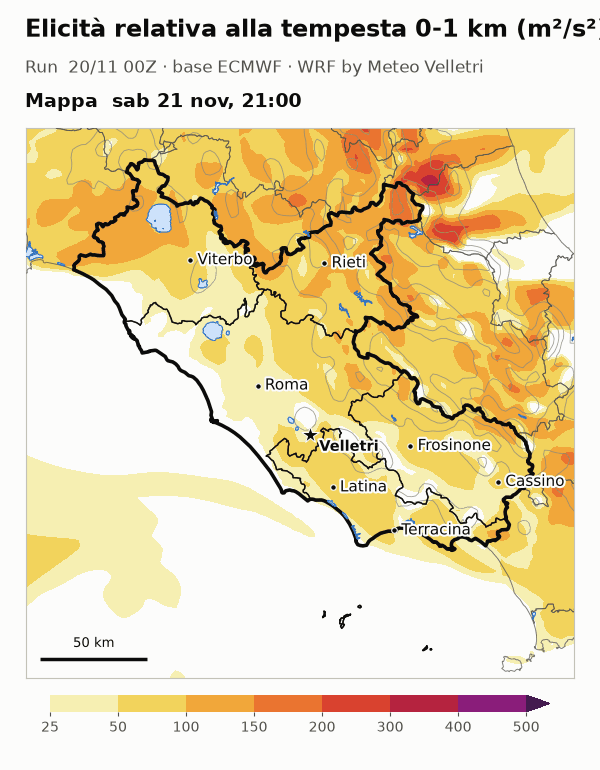 Elicità relativa alla tempesta 0-1 km (m²/s²)
Run  20/11 00Z · base ECMWF · WRF by Meteo Velletri
Mappa  sab 21 nov, 21:00
Viterbo
Rieti
Roma
Velletri
Frosinone
Cassino
Latina
Terracina
50 km
25 50 100 150 200 300 400 500